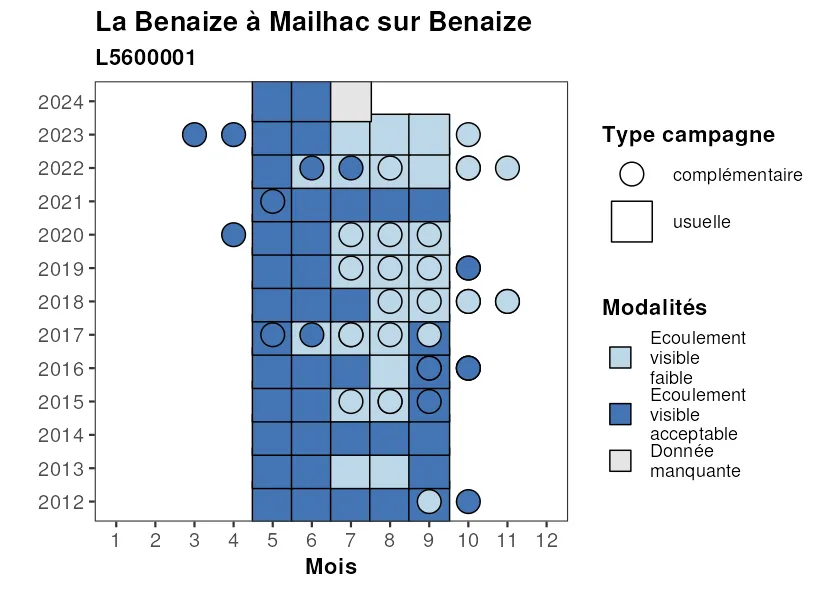 La Benaize à Mailhac sur Benaize
L5600001
2024
2023
2022
2021
2020
2019
2018
2017
2016
2015
2014
2013
2012
1 2 3 4 5 6 7 8 9 10 11 12
Mois
Type campagne
complémentaire
usuelle
Modalités
Ecoulement
visible
faible
Ecoulement
visible
acceptable
Donnée
manquante